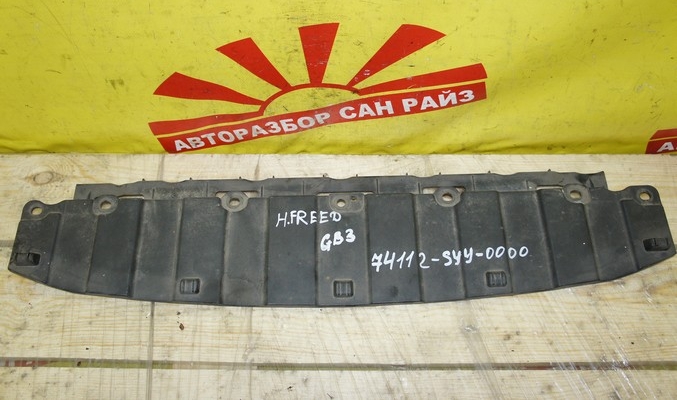 АВТОРАЗБОР САН РАЙЗ
H.FREED
GB3
74112-SYY-0000